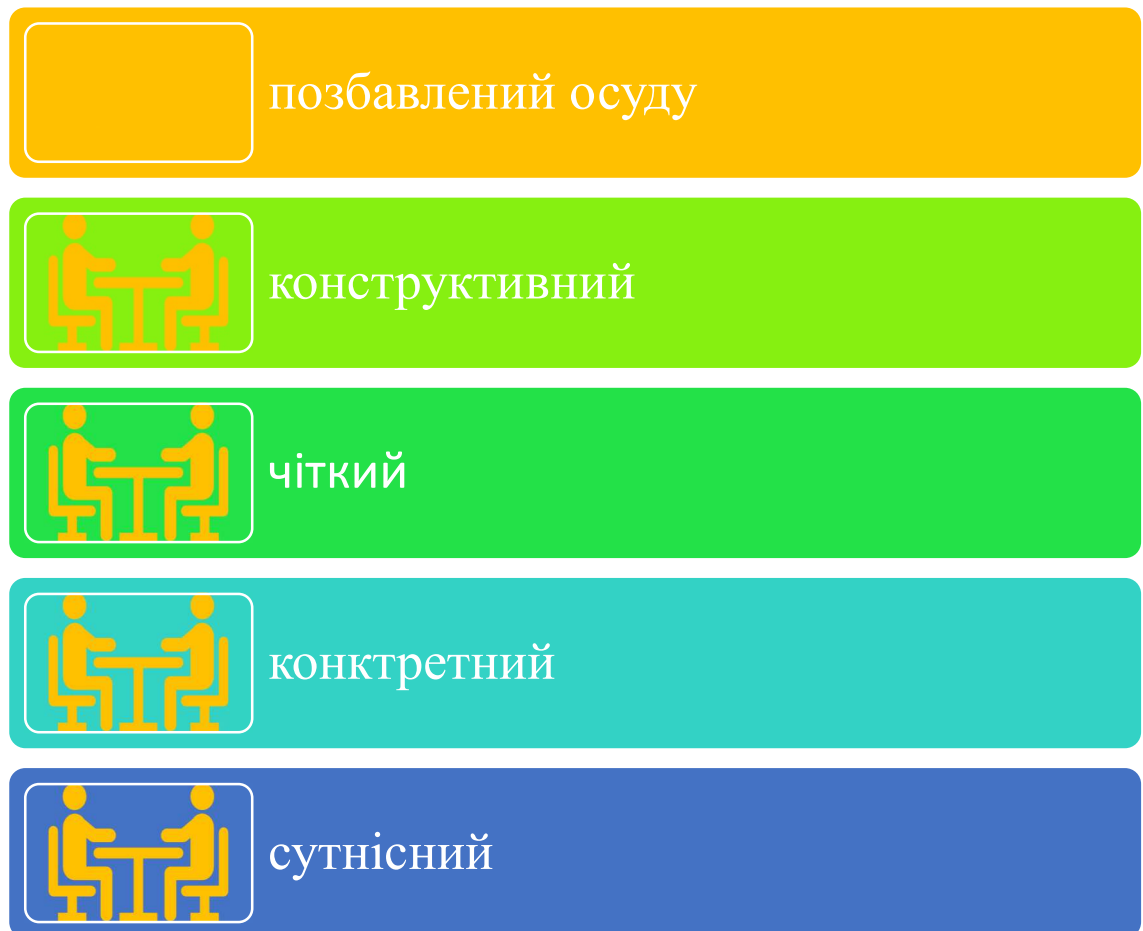 позбавлений осуду
конструктивний
чіткий
конктретний
сутнісний